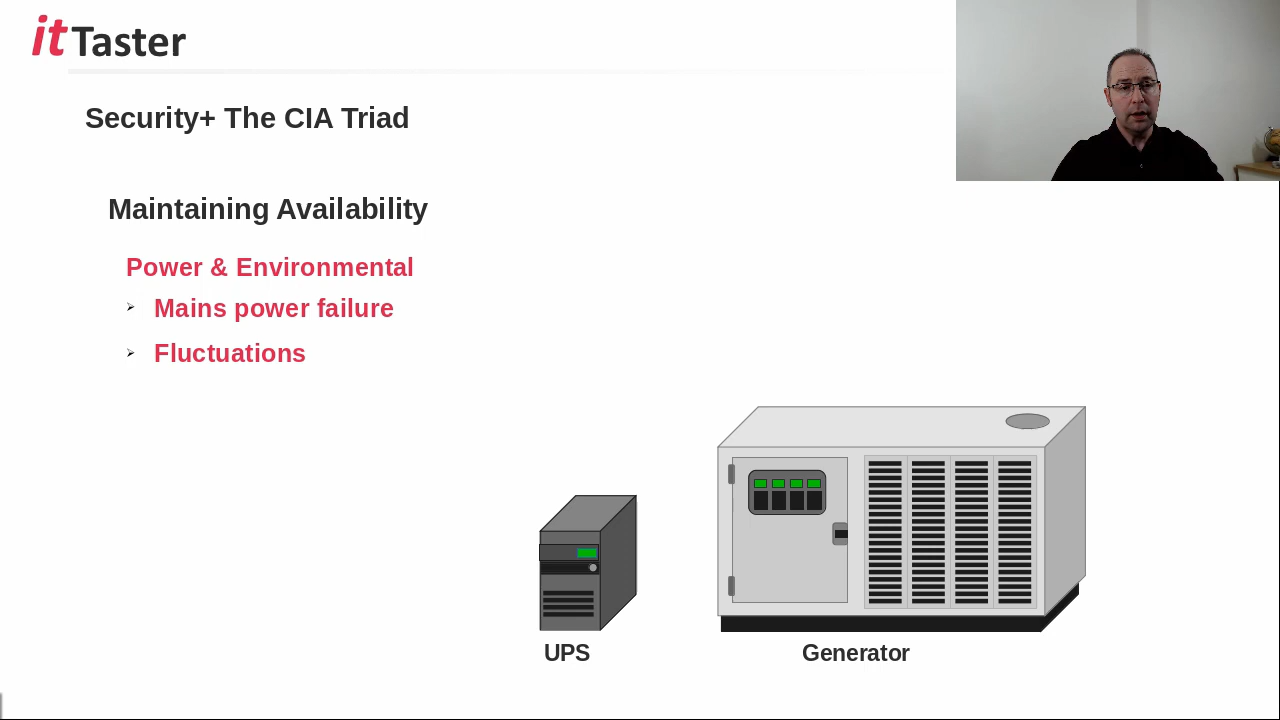 itTaster
Security+ The CIA Triad
Maintaining Availability
Power & Environmental
Mains power failure
Fluctuations
UPS
Generator